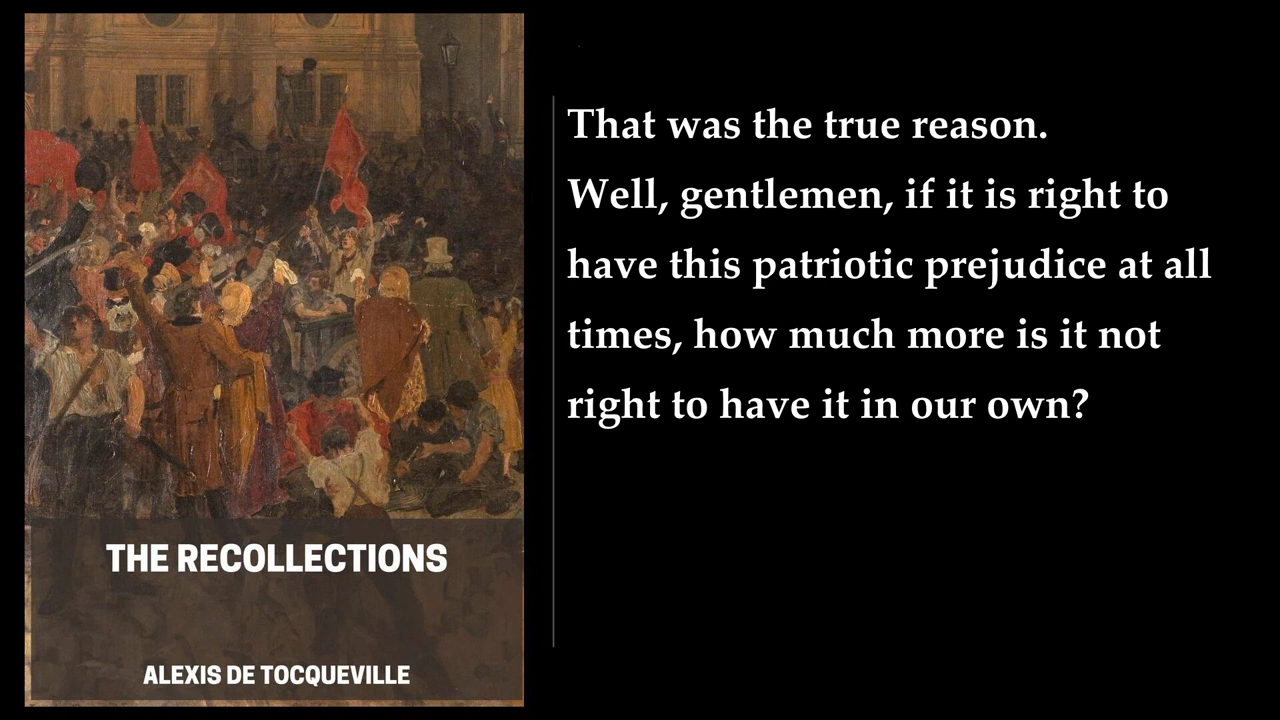 THE RECOLLECTIONS
ALEXIS DE TOCQUEVILLE
That was the true reason.
Well, gentlemen, if it is right to
have this patriotic prejudice at all
times, how much more is it not
right to have it in our own?